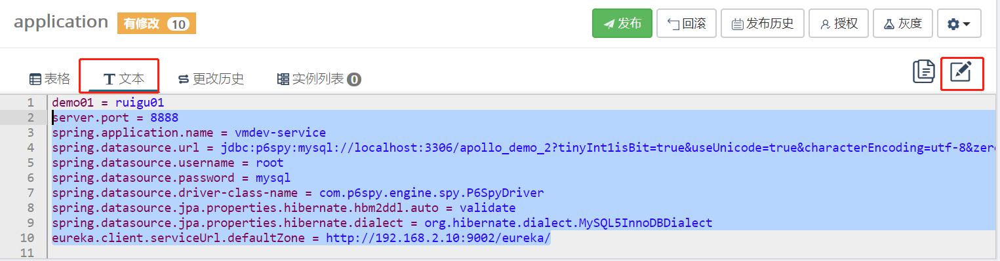 application 有修改 10 发布 回滚 发布历史 授权 灰度
表格 T 文本 更改历史 实例列表 0
1 demo01 = ruigu01
2 server.port = 8888
3 spring.application.name = vmdev-service
4 spring.datasource.url = jdbc:p6spy:mysql://localhost:3306/apollo_demo_2?tinyInt1isBit=true&useUnicode=true&characterEncoding=utf-8&zero
5 spring.datasource.username = root
6 spring.datasource.password = mysql
7 spring.datasource.driver-class-name = com.p6spy.engine.spy.P6SpyDriver
8 spring.datasource.jpa.properties.hibernate.hbm2ddl.auto = validate
9 spring.datasource.jpa.properties.hibernate.dialect = org.hibernate.dialect.MySQL5InnoDBDialect
10 eureka.client.serviceUrl.defaultZone = http://192.168.2.10:9002/eureka/
11